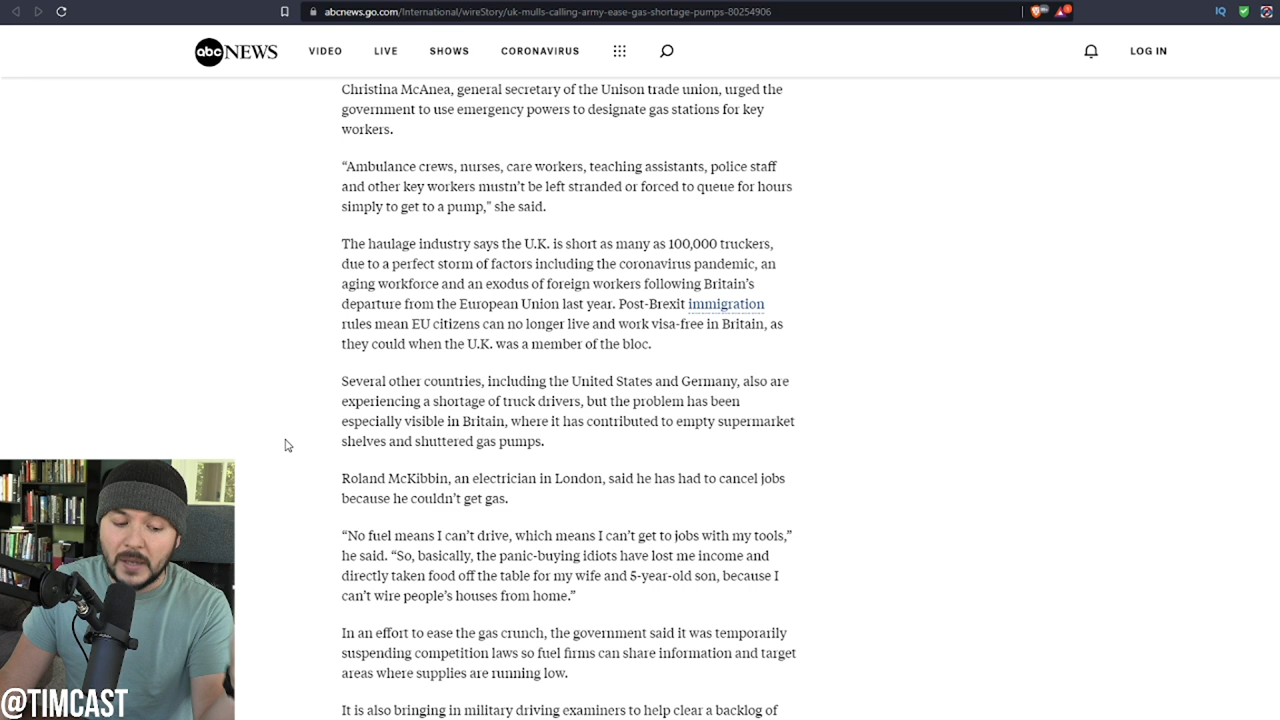 abcnews.go.com/International/wireStory/uk-mulls-calling-army-ease-gas-shortage-pumps-80254906
IQ
abc NEWS
VIDEO
LIVE
SHOWS
CORONAVIRUS
LOG IN
Christina McAnea, general secretary of the Unison trade union, urged the
government to use emergency powers to designate gas stations for key
workers.
“Ambulance crews, nurses, care workers, teaching assistants, police staff
and other key workers mustn’t be left stranded or forced to queue for hours
simply to get to a pump,” she said.
The haulage industry says the U.K. is short as many as 100,000 truckers,
due to a perfect storm of factors including the coronavirus pandemic, an
aging workforce and an exodus of foreign workers following Britain’s
departure from the European Union last year. Post-Brexit immigration
rules mean EU citizens can no longer live and work visa-free in Britain, as
they could when the U.K. was a member of the bloc.
Several other countries, including the United States and Germany, also are
experiencing a shortage of truck drivers, but the problem has been
especially visible in Britain, where it has contributed to empty supermarket
shelves and shuttered gas pumps.
Roland McKibbin, an electrician in London, said he has had to cancel jobs
because he couldn’t get gas.
“No fuel means I can’t drive, which means I can’t get to jobs with my tools,”
he said. “So, basically, the panic-buying idiots have lost me income and
directly taken food off the table for my wife and 5-year-old son, because I
can’t wire people’s houses from home.”
In an effort to ease the gas crunch, the government said it was temporarily
suspending competition laws so fuel firms can share information and target
areas where supplies are running low.
It is also bringing in military driving examiners to help clear a backlog of
@TIMCAST